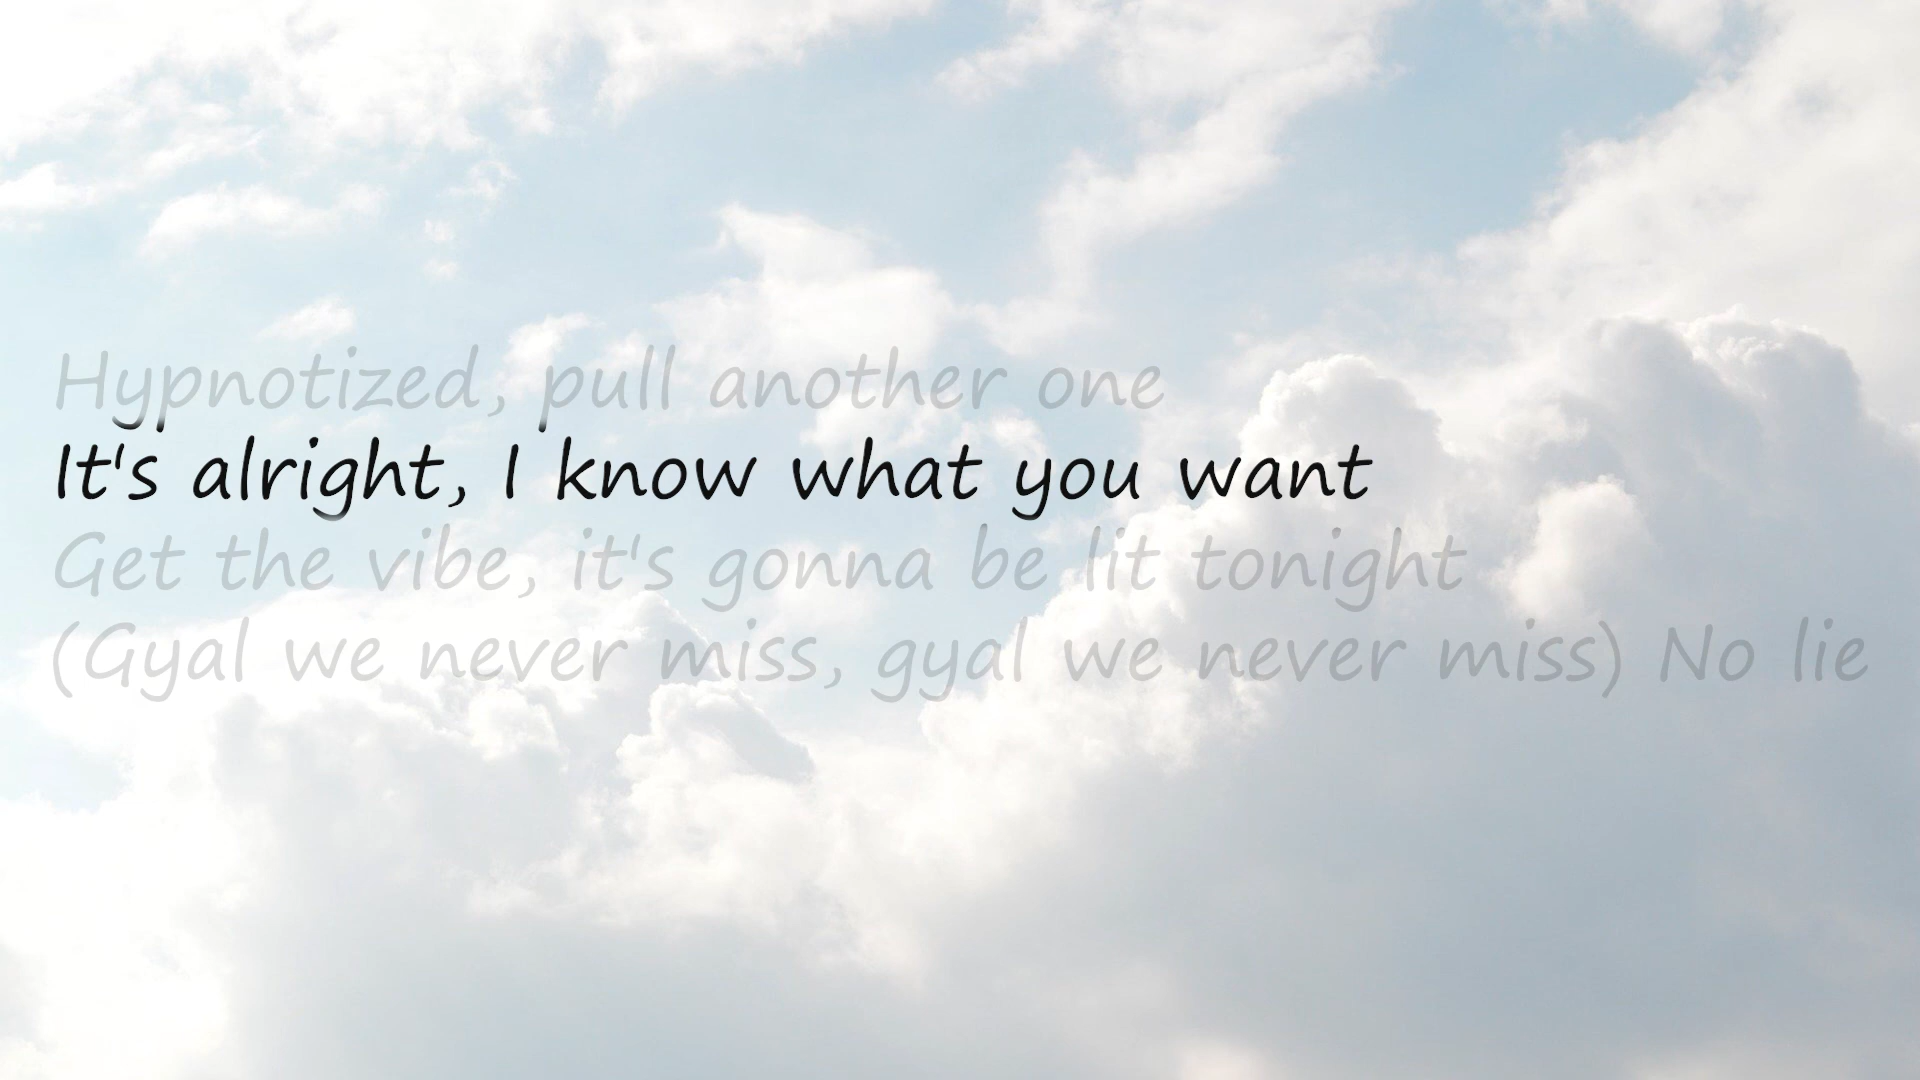 Hypnotized, pull another one
It's alright, I know what you want
Get the vibe, it's gonna be lit tonight
(Gyal we never miss, gyal we never miss) No lie